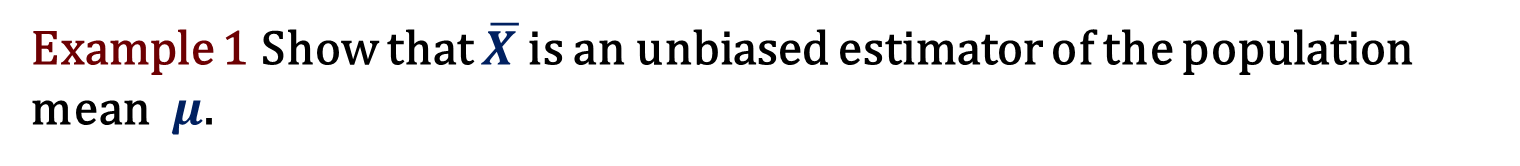 Example 1 Show that X̅ is an unbiased estimator of the population
mean μ.